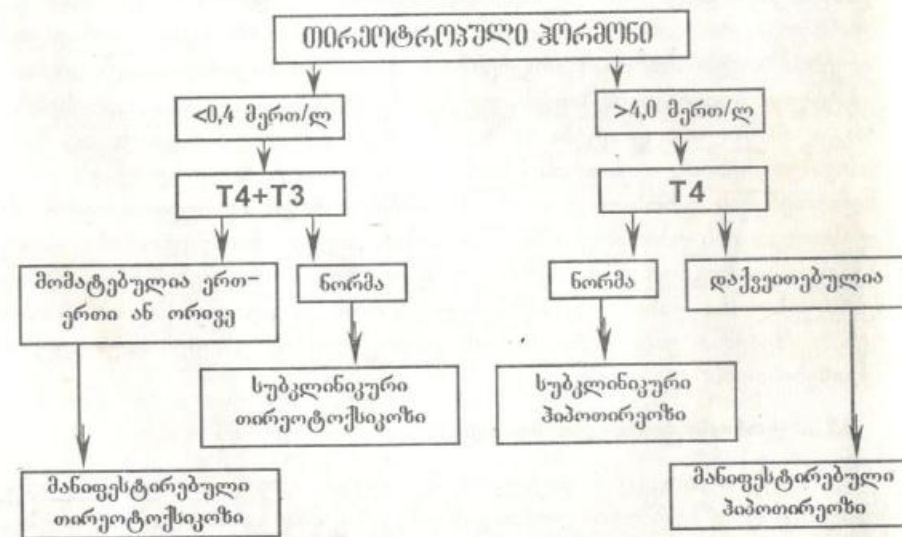 ᲗᲘᲠᲔᲝᲢᲠᲝᲞᲣᲚᲘ ᲰᲝᲠᲛᲝᲜᲘ
<0,4 მერთ/ლ
>4,0 მერთ/ლ
T4+T3
T4
მომატებულია ერთ-
ერთი ან ორივე
ნორმა
ნორმა
დაქვეითებულია
სუბკლინიკური
თირეოტოქსიკოზი
სუბკლინიკური
ჰიპოთირეოზი
მანიფესტირებული
თირეოტოქსიკოზი
მანიფესტირებული
ჰიპოთირეოზი